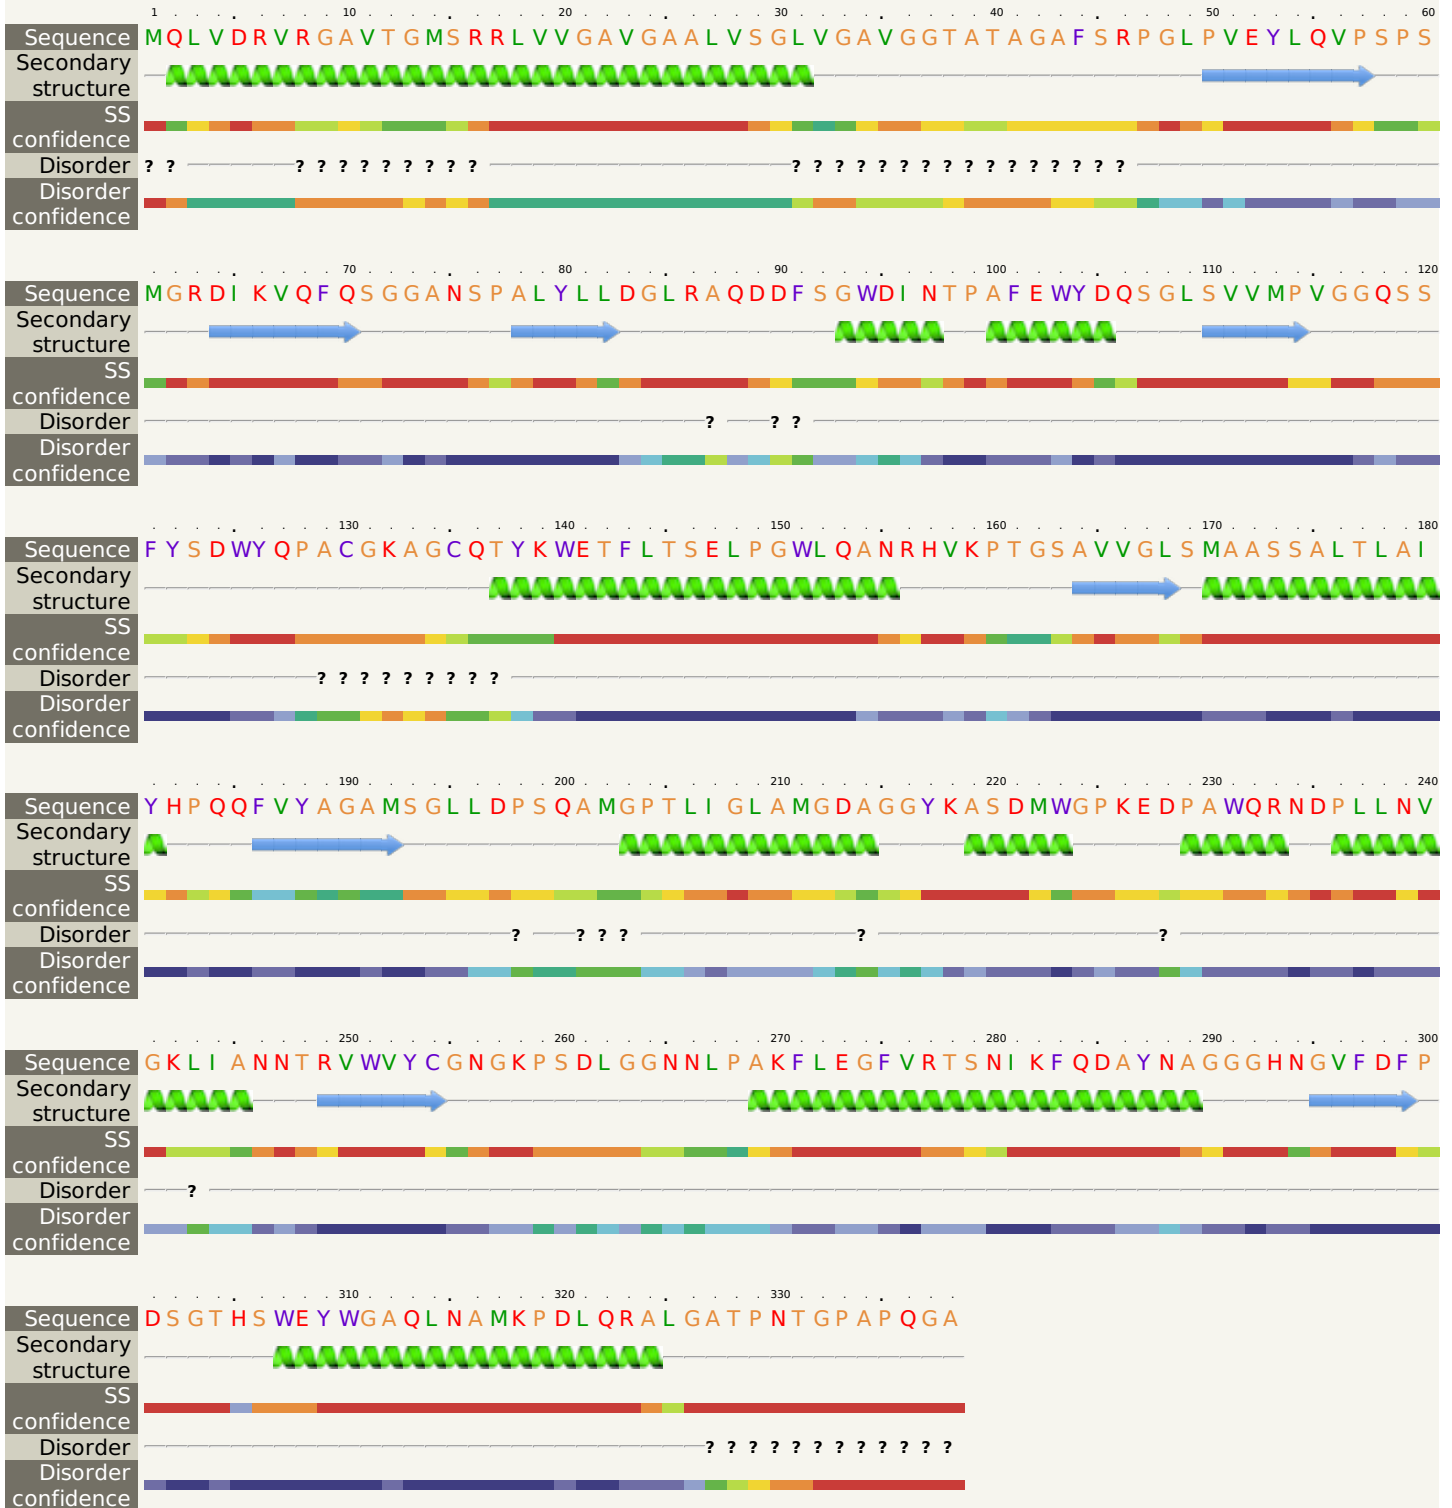 1 . . . . . . . 10 . . . . . . . . 20 . . . . . . . . 30 . . . . . . . . 40 . . . . . . . . 50 . . . . . . . . 60
Sequence MQLVDRVRGAVTGMSRRLVVGAVGAALVSGLVGAVGGTATAGAFSRPGLPVEYLQVPSPS
Secondary
structure
SS
confidence
Disorder ? ? ? ? ? ? ? ? ? ? ? ? ? ? ? ? ? ? ? ? ? ? ? ? ? ? ?
Disorder
confidence
. . . . . . . . 70 . . . . . . . . 80 . . . . . . . . 90 . . . . . . . . 100 . . . . . . . . 110 . . . . . . . . 120
Sequence MGRDIKVQFQSGGANSPALYLLDGLRAQDDFSGWDINTPAFEWYDQSGLSVVMPVGGQSS
Secondary
structure
SS
confidence
Disorder ? ? ?
Disorder
confidence
. . . . . . . . 130 . . . . . . . . 140 . . . . . . . . 150 . . . . . . . . 160 . . . . . . . . 170 . . . . . . . . 180
Sequence FYSDWYQPACGKAGCQTYKWETFLTSELPGWLQANRHVKPTGSAVVGLSMAASSALTLAI
Secondary
structure
SS
confidence
Disorder ? ? ? ? ? ? ? ? ?
Disorder
confidence
. . . . . . . . 190 . . . . . . . . 200 . . . . . . . . 210 . . . . . . . . 220 . . . . . . . . 230 . . . . . . . . 240
Sequence YHPQQFVYAGAMSGLLDPSQAMGPTLIGLAMGDAGGYKASDMWGPKEDPAWQRNDPLLNV
Secondary
structure
SS
confidence
Disorder ? ? ? ? ? ?
Disorder
confidence
. . . . . . . . 250 . . . . . . . . 260 . . . . . . . . 270 . . . . . . . . 280 . . . . . . . . 290 . . . . . . . . 300
Sequence GKLIANNTRVWVYCGNGKPSDLGGNNLPAKFLEGFVRTSNIKFQDAYNAGGGHNGVFDFP
Secondary
structure
SS
confidence
Disorder ?
Disorder
confidence
. . . . . . . . 310 . . . . . . . . 320 . . . . . . . . 330 . . . . . . . .
Sequence DSGTHSWEYWGAQLNAMKPDLQRALGATPNTGPAPQGA
Secondary
structure
SS
confidence
Disorder ? ? ? ? ? ? ? ? ? ? ? ?
Disorder
confidence